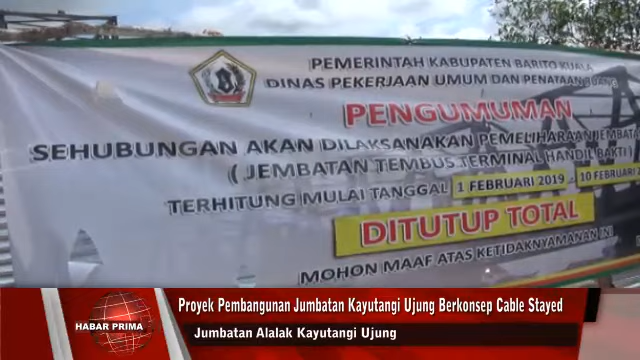 PEMERINTAH KABUPATEN BARITO KUALA
DINAS PEKERJAAN UMUM DAN PENATAAN RUANG
PENGUMUMAN
SEHUBUNGAN AKAN DILAKSANAKAN PEMELIHARAAN
( JEMBATAN TEMBUS TERMINAL HANDIL BAKTI )
TERHITUNG MULAI TANGGAL 1 FEBRUARI 2019 - 10 FEBRUARI
DITUTUP TOTAL
MOHON MAAF ATAS KETIDAKNYAMANAN INI
HABAR PRIMA
Proyek Pembangunan Jumbatan Kayutangi Ujung Berkonsep Cable Stayed
Jumbatan Alalak Kayutangi Ujung